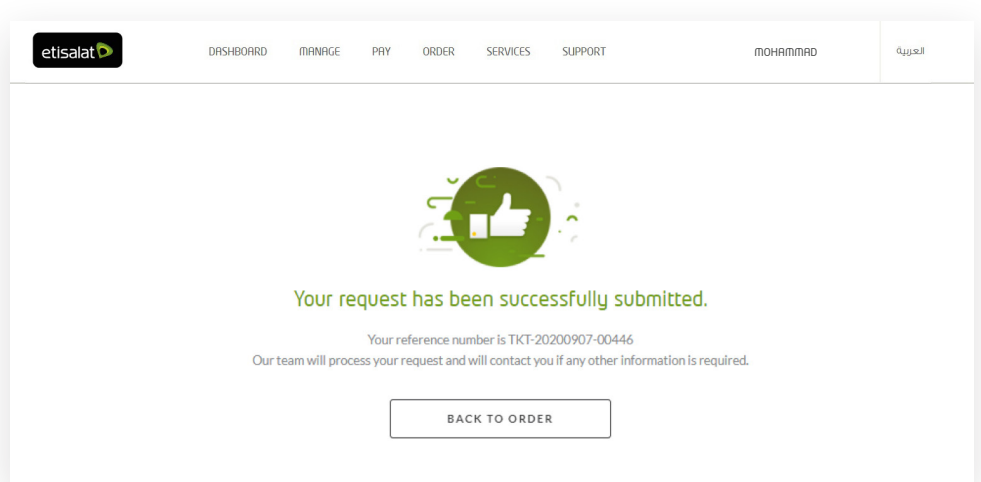 etisalat
DASHBOARD MANAGE PAY ORDER SERVICES SUPPORT MOHAMMAD العربية
Your request has been successfully submitted.
Your reference number is TKT-20200907-00446
Our team will process your request and will contact you if any other information is required.
BACK TO ORDER